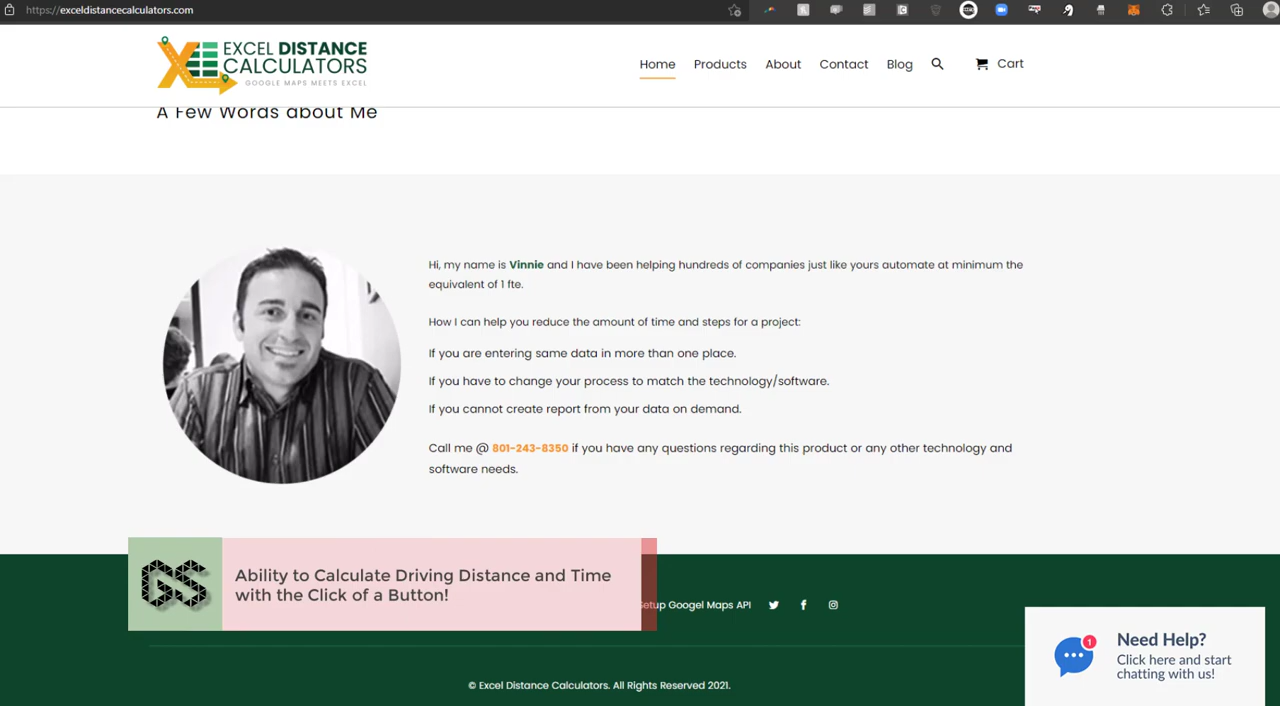 https://exceldistancecalculators.com
EXCEL DISTANCE
CALCULATORS
GOOGLE MAPS MEETS EXCEL
Home Products About Contact Blog Cart
A Few Words about Me
Hi, my name is Vinnie and I have been helping hundreds of companies just like yours automate at minimum the
equivalent of 1 fte.
How I can help you reduce the amount of time and steps for a project:
If you are entering same data in more than one place.
If you have to change your process to match the technology/software.
If you cannot create report from your data on demand.
Call me @ 801-243-8350 if you have any questions regarding this product or any other technology and
software needs.
GS
Ability to Calculate Driving Distance and Time
with the Click of a Button!
Setup Googel Maps API
1
Need Help?
Click here and start
chatting with us!
© Excel Distance Calculators. All Rights Reserved 2021.